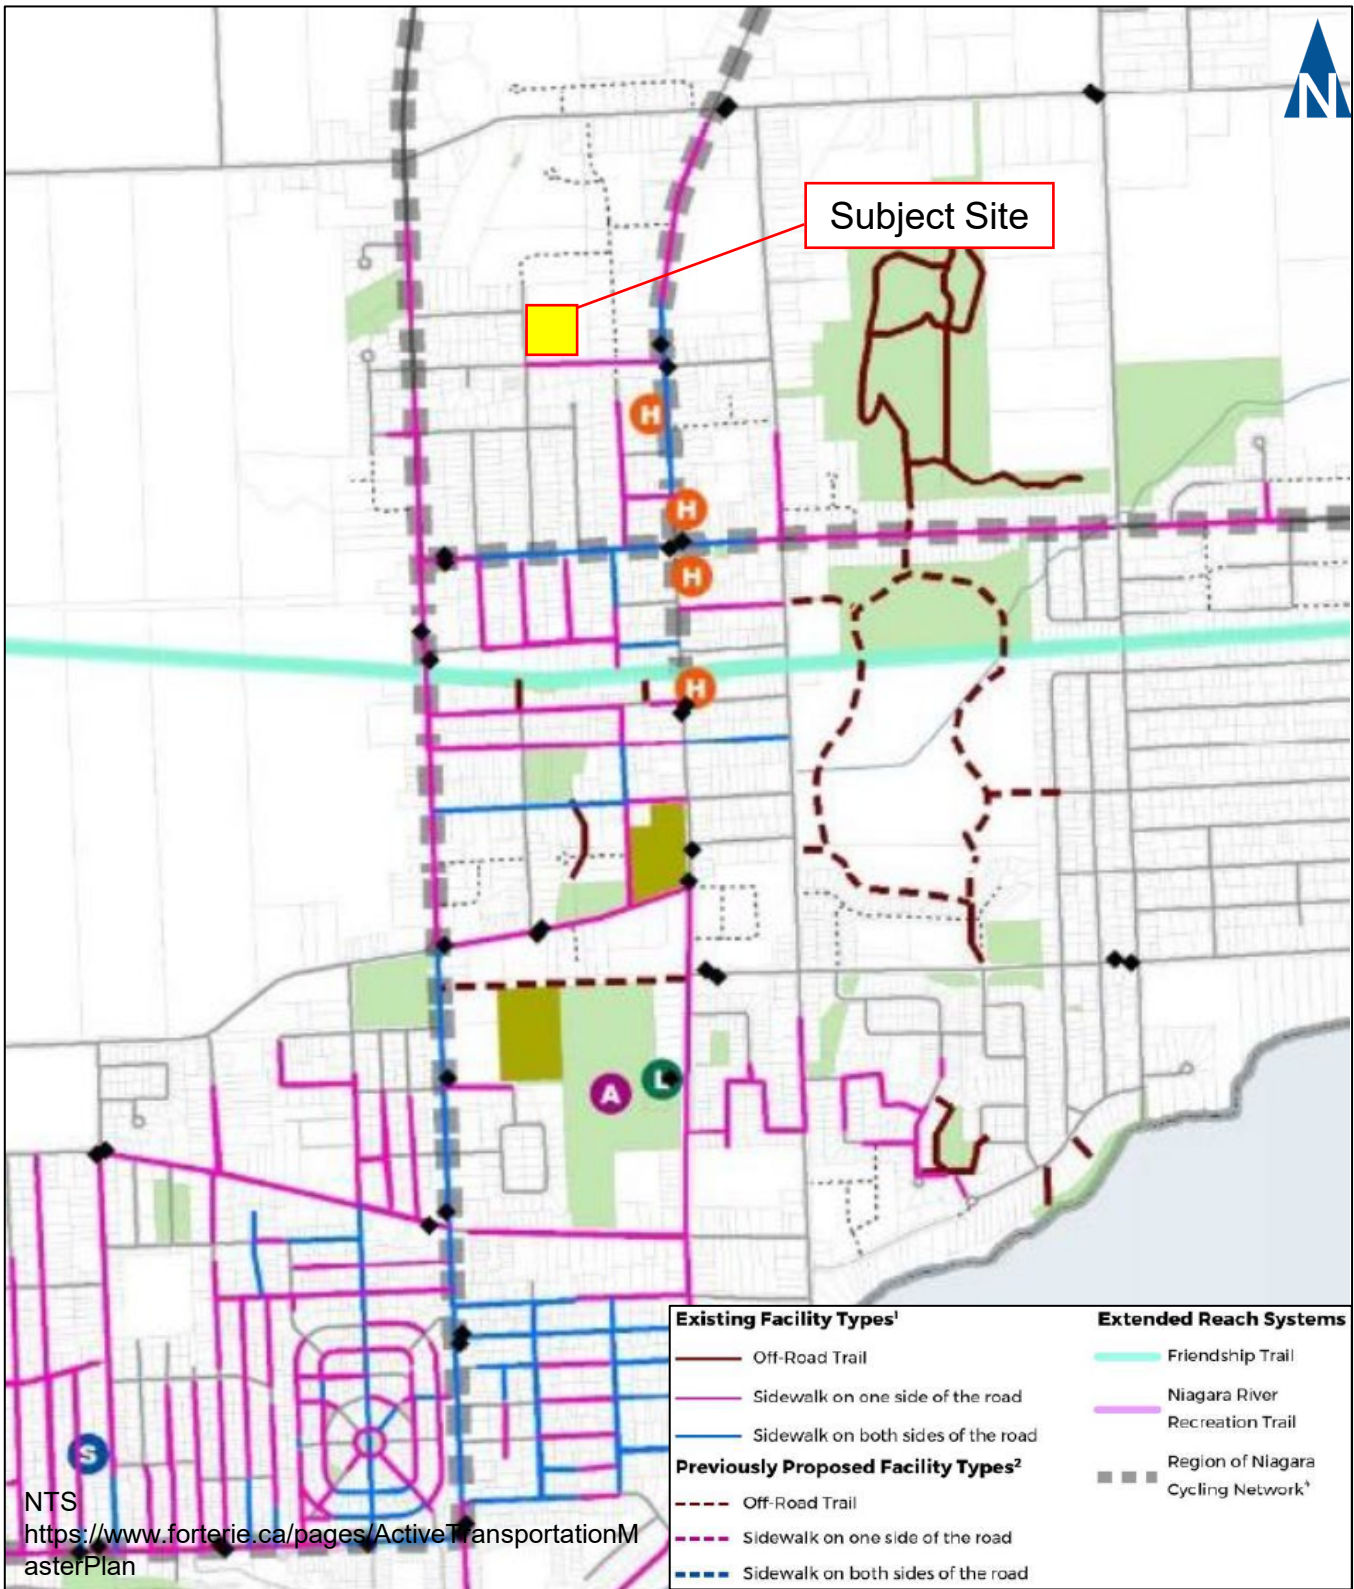 N
Subject Site
H
H
H
H
A
L
S
Existing Facility Types¹
Off-Road Trail
Sidewalk on one side of the road
Sidewalk on both sides of the road
Previously Proposed Facility Types²
Off-Road Trail
Sidewalk on one side of the road
Sidewalk on both sides of the road
Extended Reach Systems
Friendship Trail
Niagara River
Recreation Trail
Region of Niagara
Cycling Network⁴
NTS
https://www.forterie.ca/pages/ActiveTransportationM
asterPlan